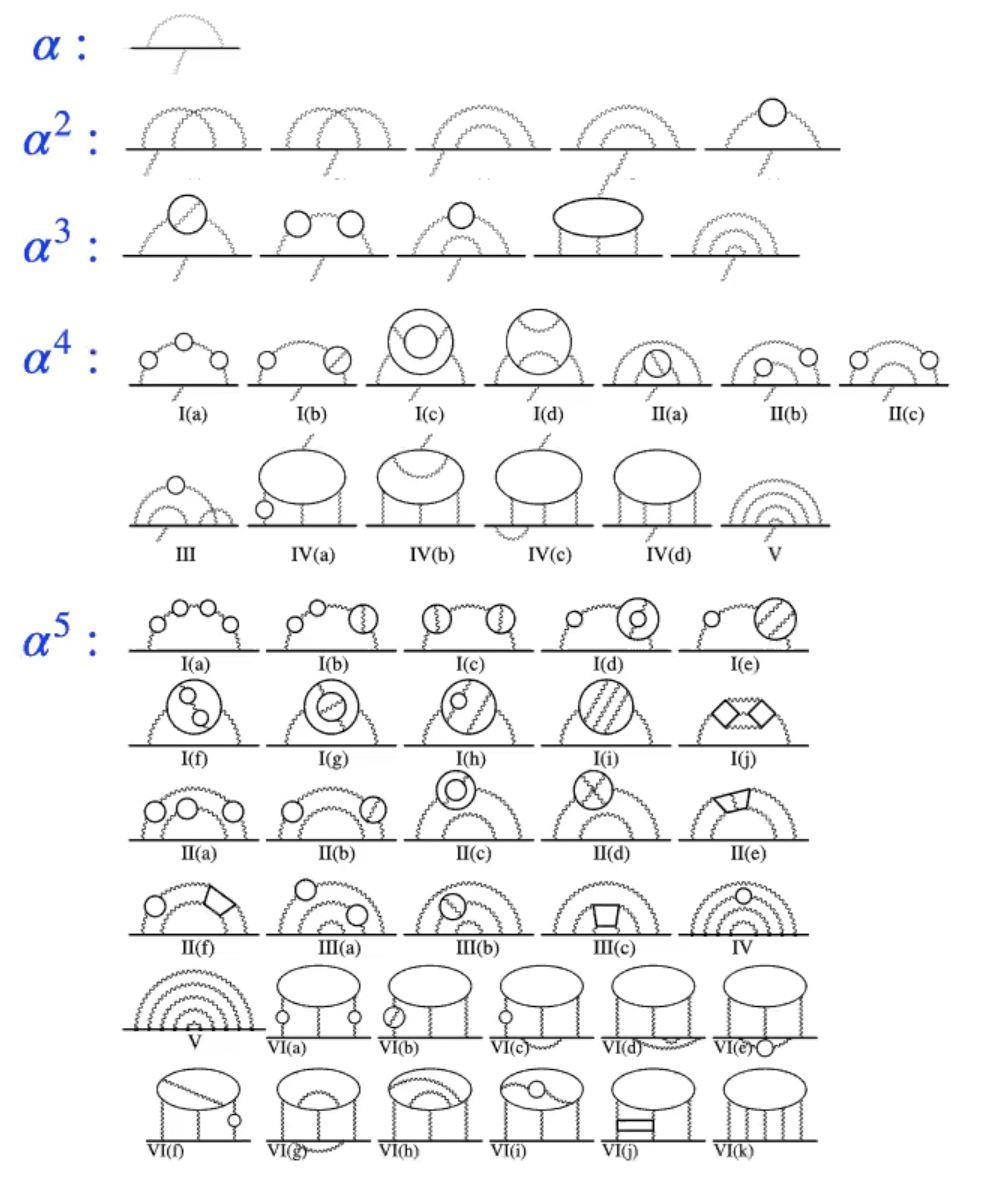 α :
α² :
α³ :
α⁴ :
I(a) I(b) I(c) I(d) II(a) II(b) II(c)
III IV(a) IV(b) IV(c) IV(d) V
α⁵ :
I(a) I(b) I(c) I(d) I(e)
I(f) I(g) I(h) I(i) I(j)
II(a) II(b) II(c) II(d) II(e)
II(f) III(a) III(b) III(c) IV
V VI(a) VI(b) VI(c) VI(d) VI(e)
VI(f) VI(g) VI(h) VI(i) VI(j) VI(k)